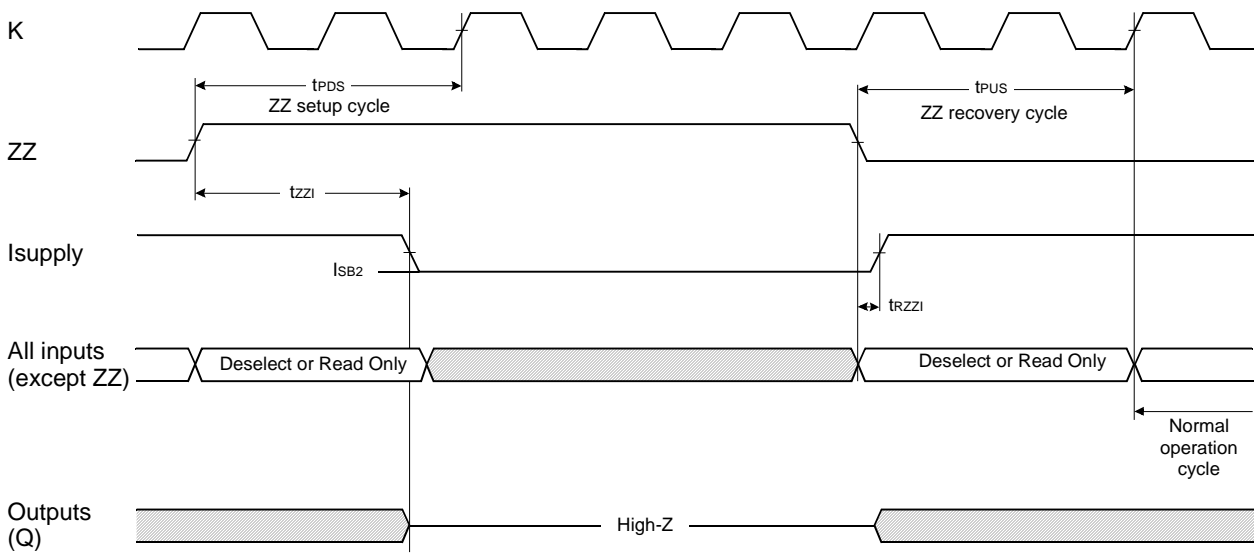 K
tPDS
ZZ setup cycle
tPUS
ZZ recovery cycle
ZZ
tZZI
Isupply
ISB2
tRZZI
All inputs
(except ZZ)
Deselect or Read Only
Deselect or Read Only
Normal
operation
cycle
Outputs
(Q)
High-Z